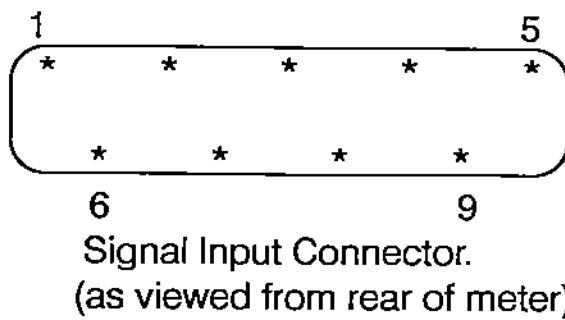 1 5
* * * * *
* * * *
6 9
Signal Input Connector.
(as viewed from rear of meter)